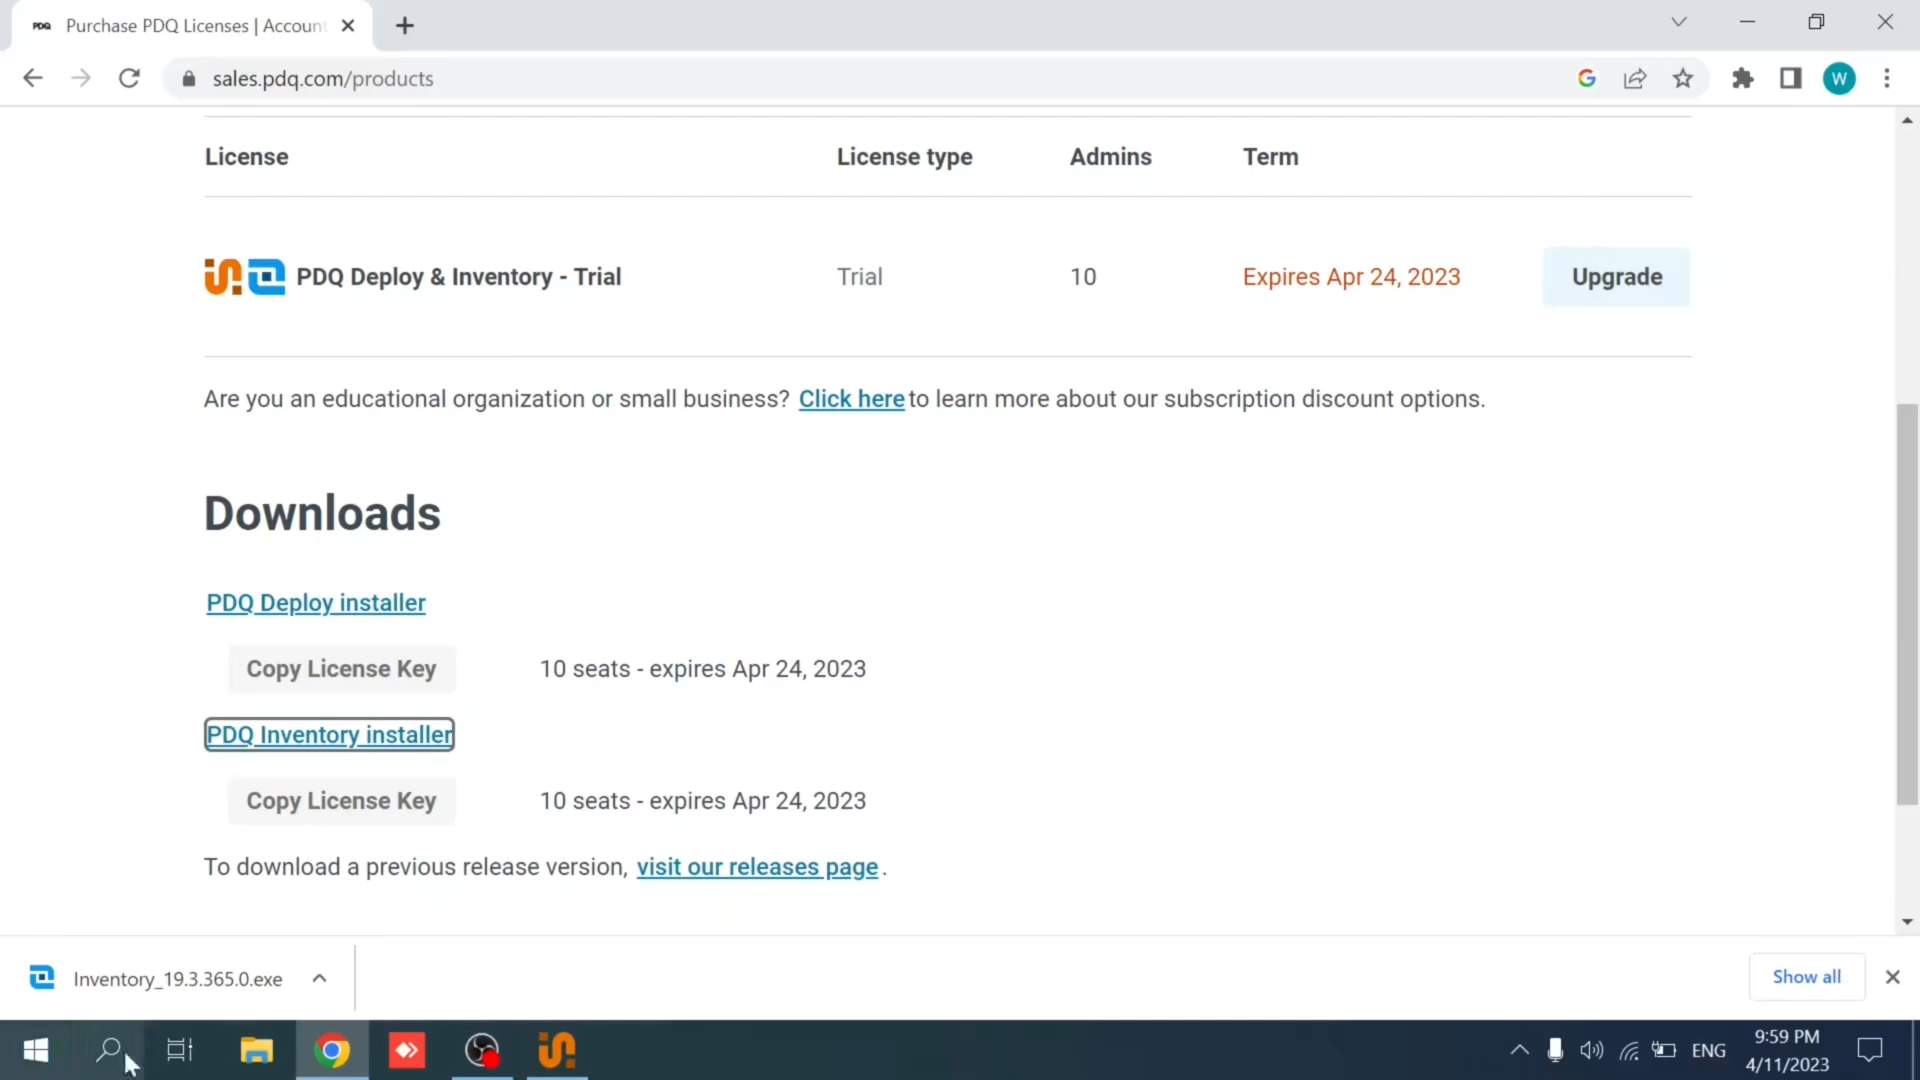 PDQ Purchase PDQ Licenses | Accoun
sales.pdq.com/products
W
License License type Admins Term
PDQ Deploy & Inventory - Trial Trial 10 Expires Apr 24, 2023 Upgrade
Are you an educational organization or small business? Click here to learn more about our subscription discount options.
Downloads
PDQ Deploy installer
Copy License Key 10 seats - expires Apr 24, 2023
PDQ Inventory installer
Copy License Key 10 seats - expires Apr 24, 2023
To download a previous release version, visit our releases page.
Inventory_19.3.365.0.exe Show all
ENG 9:59 PM
4/11/2023